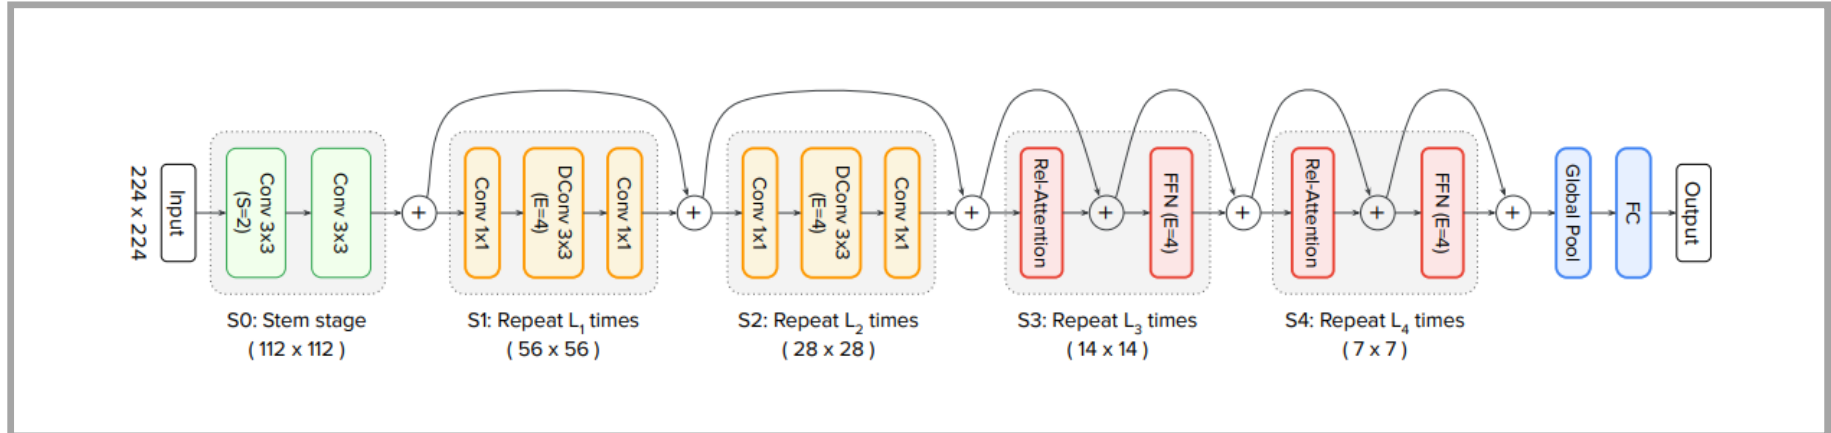 224 x 224
Input
Conv 3x3
(S=2)
Conv 3x3
S0: Stem stage
( 112 x 112 )
+
Conv 1x1
DConv 3x3
(E=4)
Conv 1x1
S1: Repeat L₁ times
( 56 x 56 )
+
Conv 1x1
DConv 3x3
(E=4)
Conv 1x1
S2: Repeat L₂ times
( 28 x 28 )
+
Rel-Attention
+
FFN (E=4)
S3: Repeat L₃ times
( 14 x 14 )
+
Rel-Attention
+
FFN (E=4)
S4: Repeat L₄ times
( 7 x 7 )
+
Global Pool
FC
Output